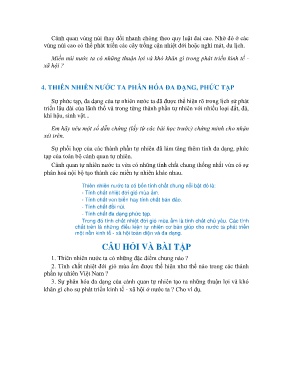 Cảnh quan vùng núi thay đổi nhanh chóng theo quy luật đai cao. Nhờ đó ở các
vùng núi cao có thể phát triển các cây trồng cận nhiệt đới hoặc nghỉ mát, du lịch.
Miền núi nước ta có những thuận lợi và khó khăn gì trong phát triển kinh tế -
xã hội ?
4. THIÊN NHIÊN NƯỚC TA PHÂN HÓA ĐA DẠNG, PHỨC TẠP
Sự phức tạp, đa dạng của tự nhiên nước ta đã được thể hiện rõ trong lịch sử phát
triển lâu dài của lãnh thổ và trong từng thành phần tự nhiên với nhiều loại đất, đá,
khí hậu, sinh vật...
Em hãy nêu một số dẫn chứng (lấy từ các bài học trước) chứng minh cho nhận
xét trên.
Sự phối hợp của các thành phần tự nhiên đã làm tăng thêm tính đa dạng, phức
tạp của toàn bộ cảnh quan tự nhiên.
Cảnh quan tự nhiên nước ta vừa có những tính chất chung thống nhất vừa có sự
phân hoá nội bộ tạo thành các miền tự nhiên khác nhau.
Thiên nhiên nước ta có bốn tính chất chung nổi bật đó là:
- Tính chất nhiệt đới gió mùa ẩm.
- Tính chất ven biển hay tính chất bán đảo.
- Tính chất đồi núi.
- Tính chất đa dạng phức tạp.
Trong đó tính chất nhiệt đới gió mùa ẩm là tính chất chủ yếu. Các tính
chất trên là những điều kiện tự nhiên cơ bản giúp cho nước ta phát triển
một nền kinh tế - xã hội toàn diện và đa dạng.
CÂU HỎI VÀ BÀI TẬP
1. Thiên nhiên nước ta có những đặc điểm chung nào ?
2. Tính chất nhiệt đới gió mùa ẩm được thể hiện như thế nào trong các thành
phần tự nhiên Việt Nam ?
3. Sự phân hóa đa dạng của cảnh quan tự nhiên tạo ra những thuận lợi và khó
khăn gì cho sự phát triển kinh tế - xã hội ở nước ta ? Cho ví dụ.